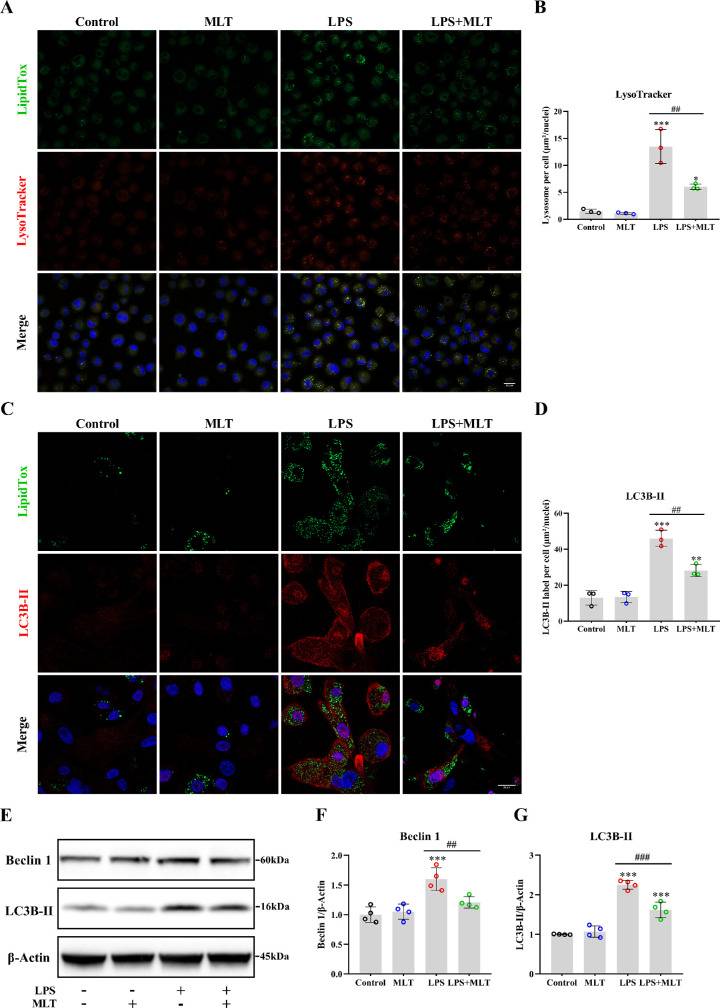 A
Control MLT LPS LPS+MLT
LipidTox
LysoTracker
Merge
B
LysoTracker
Lysosome per cell (μm²/nuclei)
20
15
10
5
0
***
##
*
Control MLT LPS LPS+MLT
C
Control MLT LPS LPS+MLT
LipidTox
LC3B-II
Merge
D
LC3B-II
LC3B-II label per cell (μm²/nuclei)
60
40
20
0
***
##
**
Control MLT LPS LPS+MLT
E
Beclin 1 60kDa
LC3B-II 16kDa
β-Actin 45kDa
LPS - - + +
MLT - + - +
F
Beclin 1
Beclin 1/β-Actin
2.0
1.5
1.0
0.5
0.0
***
##
Control MLT LPS LPS+MLT
G
LC3B-II
LC3B-II/β-Actin
3
2
1
0
***
###
***
Control MLT LPS LPS+MLT